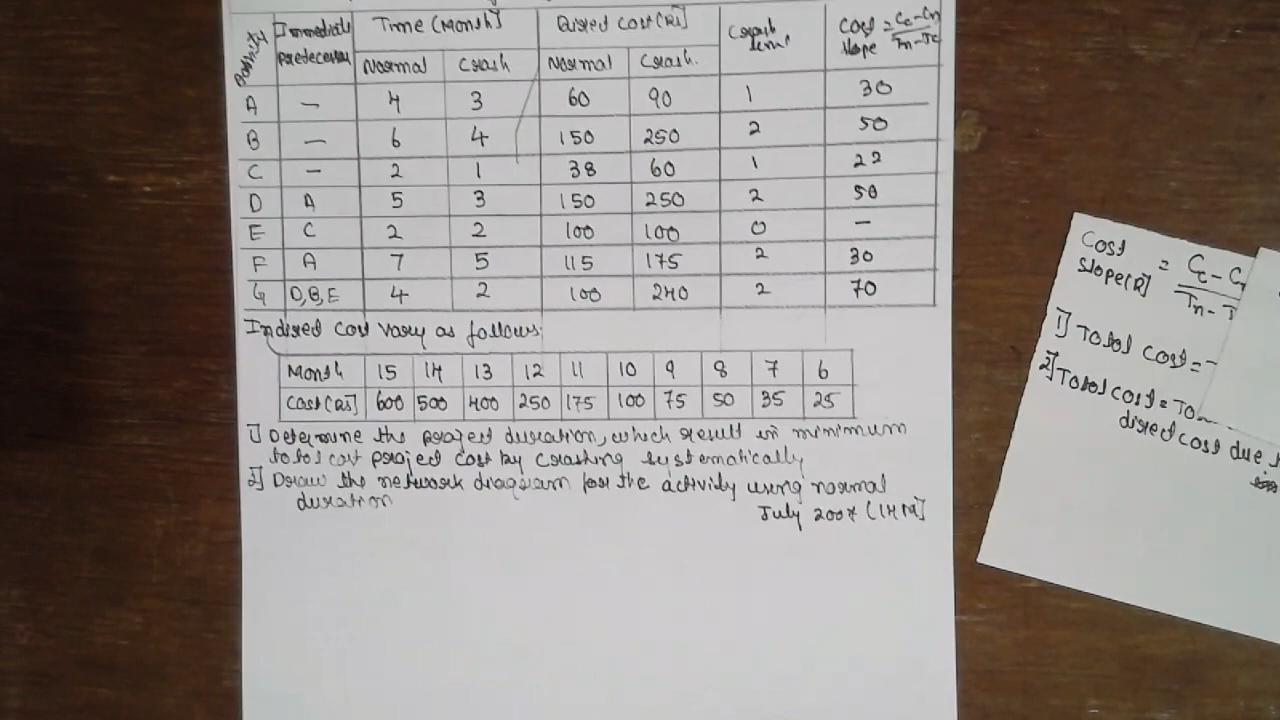 Activity Immediate Predecessor Time [Month] Direct Cost [Rs] Crash time Cost slope = Cc-Cn / Tn-Tc
Normal Crash Normal Crash.
A — 4 3 60 90 1 30
B — 6 4 150 250 2 50
C — 2 1 38 60 1 22
D A 5 3 150 250 2 50
E C 2 2 100 100 0 —
F A 7 5 115 175 2 30
G D,B,E 4 2 100 240 2 70
Indirect Cost vary as follows
Month 15 14 13 12 11 10 9 8 7 6
Cost[Rs] 600 500 400 250 175 100 75 50 35 25
1] Determine the project duration, which result in minimum
total cost project cost by crashing systematically
2] Draw the network diagram for the activity using normal
duration
July 2007 [14M]
Cost slope[R] = Cc - C
Tn - T
1] Total cost =
2] Total cost = To
direct cost due